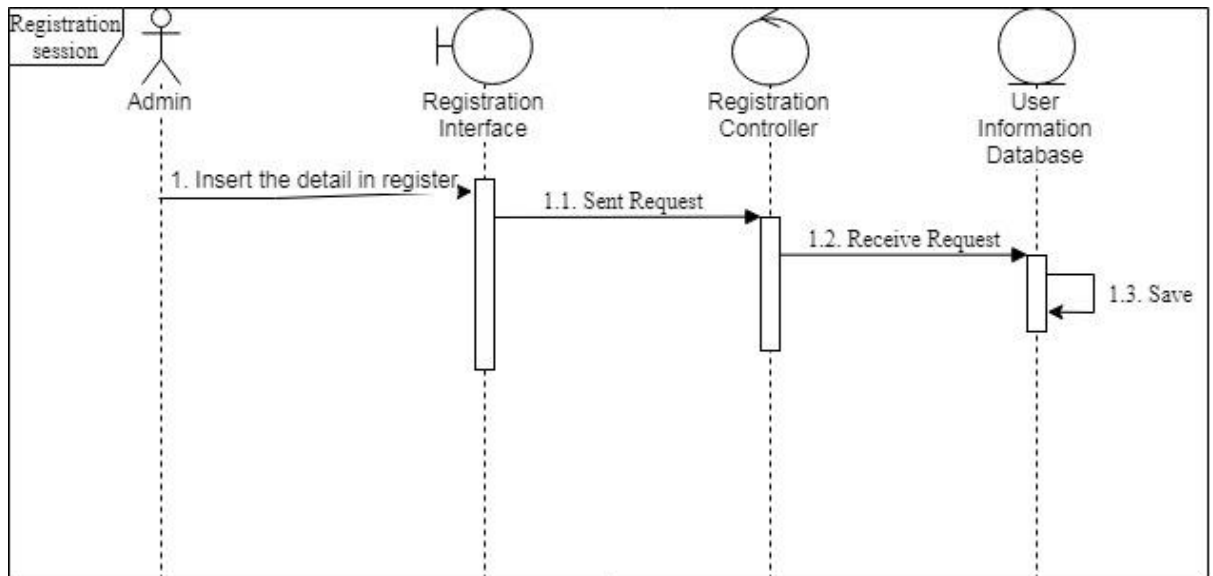 Registration
session
Admin
Registration
Interface
Registration
Controller
User
Information
Database
1. Insert the detail in register
1.1. Sent Request
1.2. Receive Request
1.3. Save